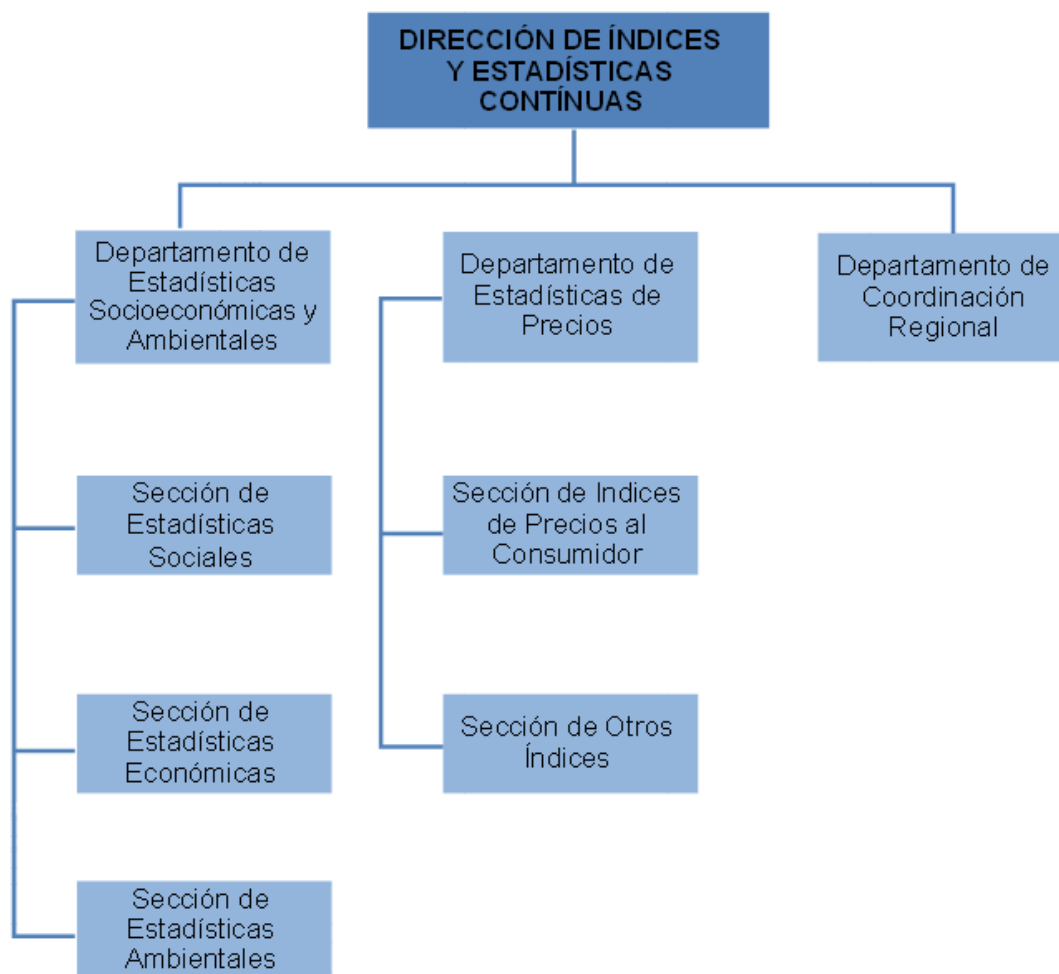 DIRECCIÓN DE ÍNDICES
Y ESTADÍSTICAS
CONTÍNUAS
Departamento de
Estadísticas
Socioeconómicas y
Ambientales
Departamento de
Estadísticas de
Precios
Departamento de
Coordinación
Regional
Sección de
Estadísticas
Sociales
Sección de Indices
de Precios al
Consumidor
Sección de
Estadísticas
Económicas
Sección de Otros
Índices
Sección de
Estadísticas
Ambientales